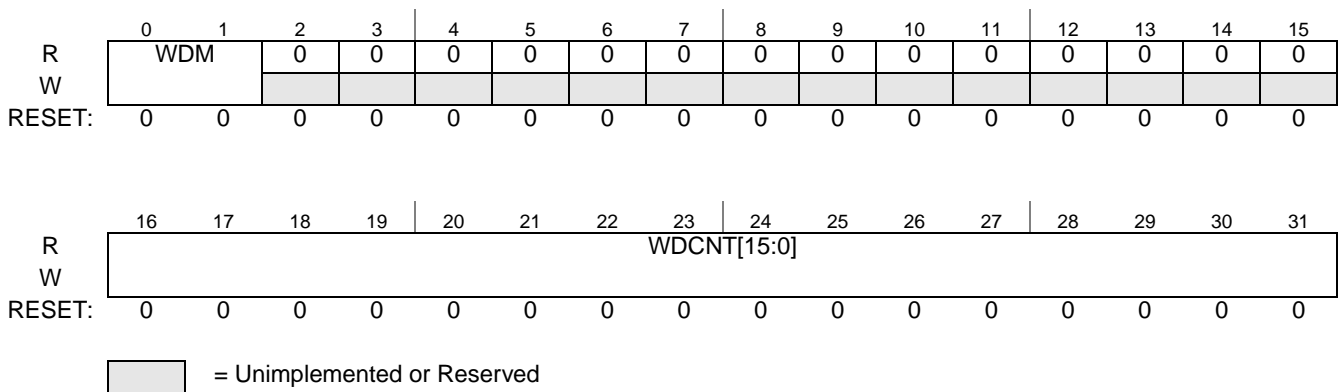 0 1 2 3 4 5 6 7 8 9 10 11 12 13 14 15
R WDM 0 0 0 0 0 0 0 0 0 0 0 0 0 0
W
RESET: 0 0 0 0 0 0 0 0 0 0 0 0 0 0 0 0
16 17 18 19 20 21 22 23 24 25 26 27 28 29 30 31
R WDCNT[15:0]
W
RESET: 0 0 0 0 0 0 0 0 0 0 0 0 0 0 0 0
= Unimplemented or Reserved